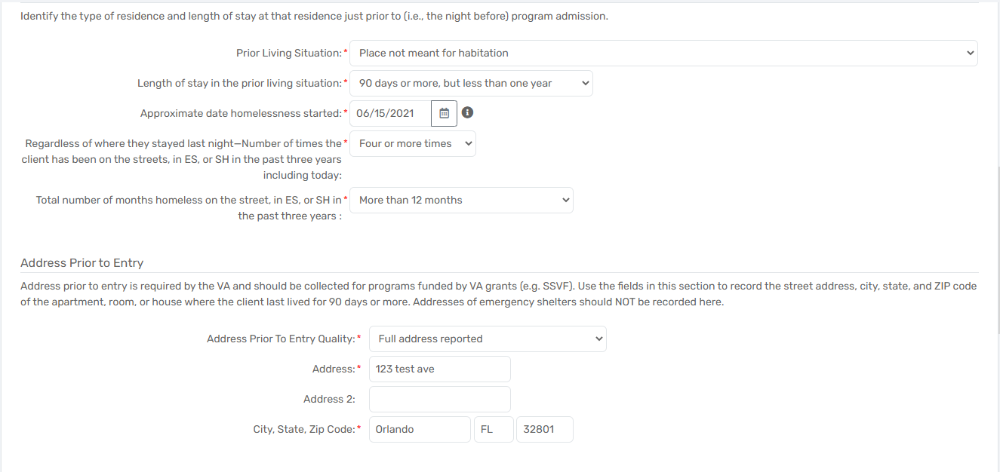 Identify the type of residence and length of stay at that residence just prior to (i.e., the night before) program admission.
Prior Living Situation:* Place not meant for habitation
Length of stay in the prior living situation:* 90 days or more, but less than one year
Approximate date homelessness started:* 06/15/2021
Regardless of where they stayed last night—Number of times the* Four or more times
client has been on the streets, in ES, or SH in the past three years
including today:
Total number of months homeless on the street, in ES, or SH in* More than 12 months
the past three years :
Address Prior to Entry
Address prior to entry is required by the VA and should be collected for programs funded by VA grants (e.g. SSVF). Use the fields in this section to record the street address, city, state, and ZIP code
of the apartment, room, or house where the client last lived for 90 days or more. Addresses of emergency shelters should NOT be recorded here.
Address Prior To Entry Quality:* Full address reported
Address:* 123 test ave
Address 2:
City, State, Zip Code:* Orlando FL 32801